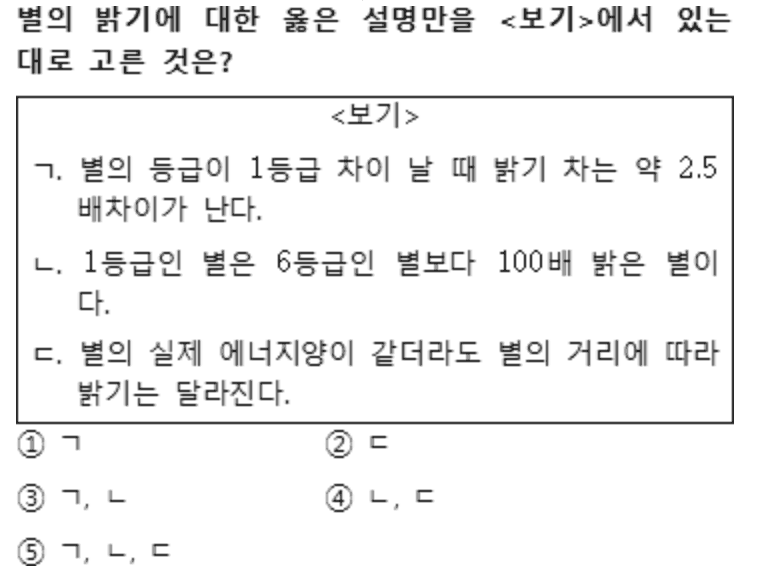 별의 밝기에 대한 옳은 설명만을 <보기>에서 있는
대로 고른 것은?
<보기>
ㄱ. 별의 등급이 1등급 차이 날 때 밝기 차는 약 2.5
배차이가 난다.
ㄴ. 1등급인 별은 6등급인 별보다 100배 밝은 별이
다.
ㄷ. 별의 실제 에너지양이 같더라도 별의 거리에 따라
밝기는 달라진다.
① ㄱ ② ㄷ
③ ㄱ, ㄴ ④ ㄴ, ㄷ
⑤ ㄱ, ㄴ, ㄷ